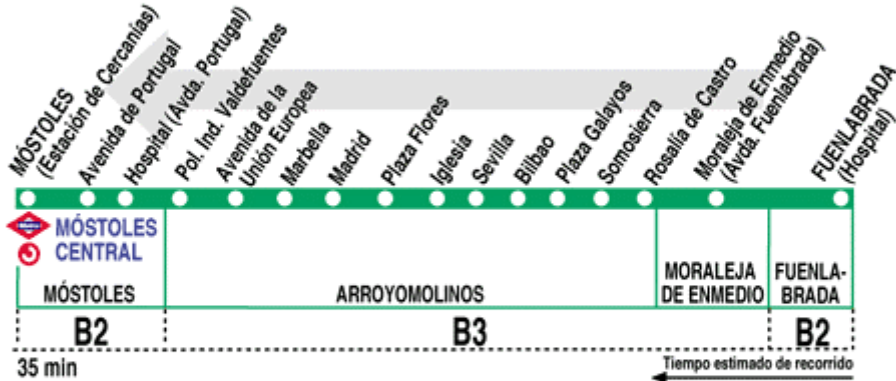 MÓSTOLES
(Estación de Cercanías)
Avenida de Portugal
Hospital (Avda. Portugal)
Pol. Ind. Valdefuentes
Avenida de la
Unión Europea
Marbella
Madrid
Plaza Flores
Iglesia
Sevilla
Bilbao
Plaza Galayos
Somosierra
Rosalía de Castro
Moraleja de Enmedio
(Avda. Fuenlabrada)
FUENLABRADA
(Hospital)
Metro
MÓSTOLES
CENTRAL
MÓSTOLES
ARROYOMOLINOS
MORALEJA
DE ENMEDIO
FUENLA-
BRADA
B2
B3
B2
35 min
Tiempo estimado de recorrido